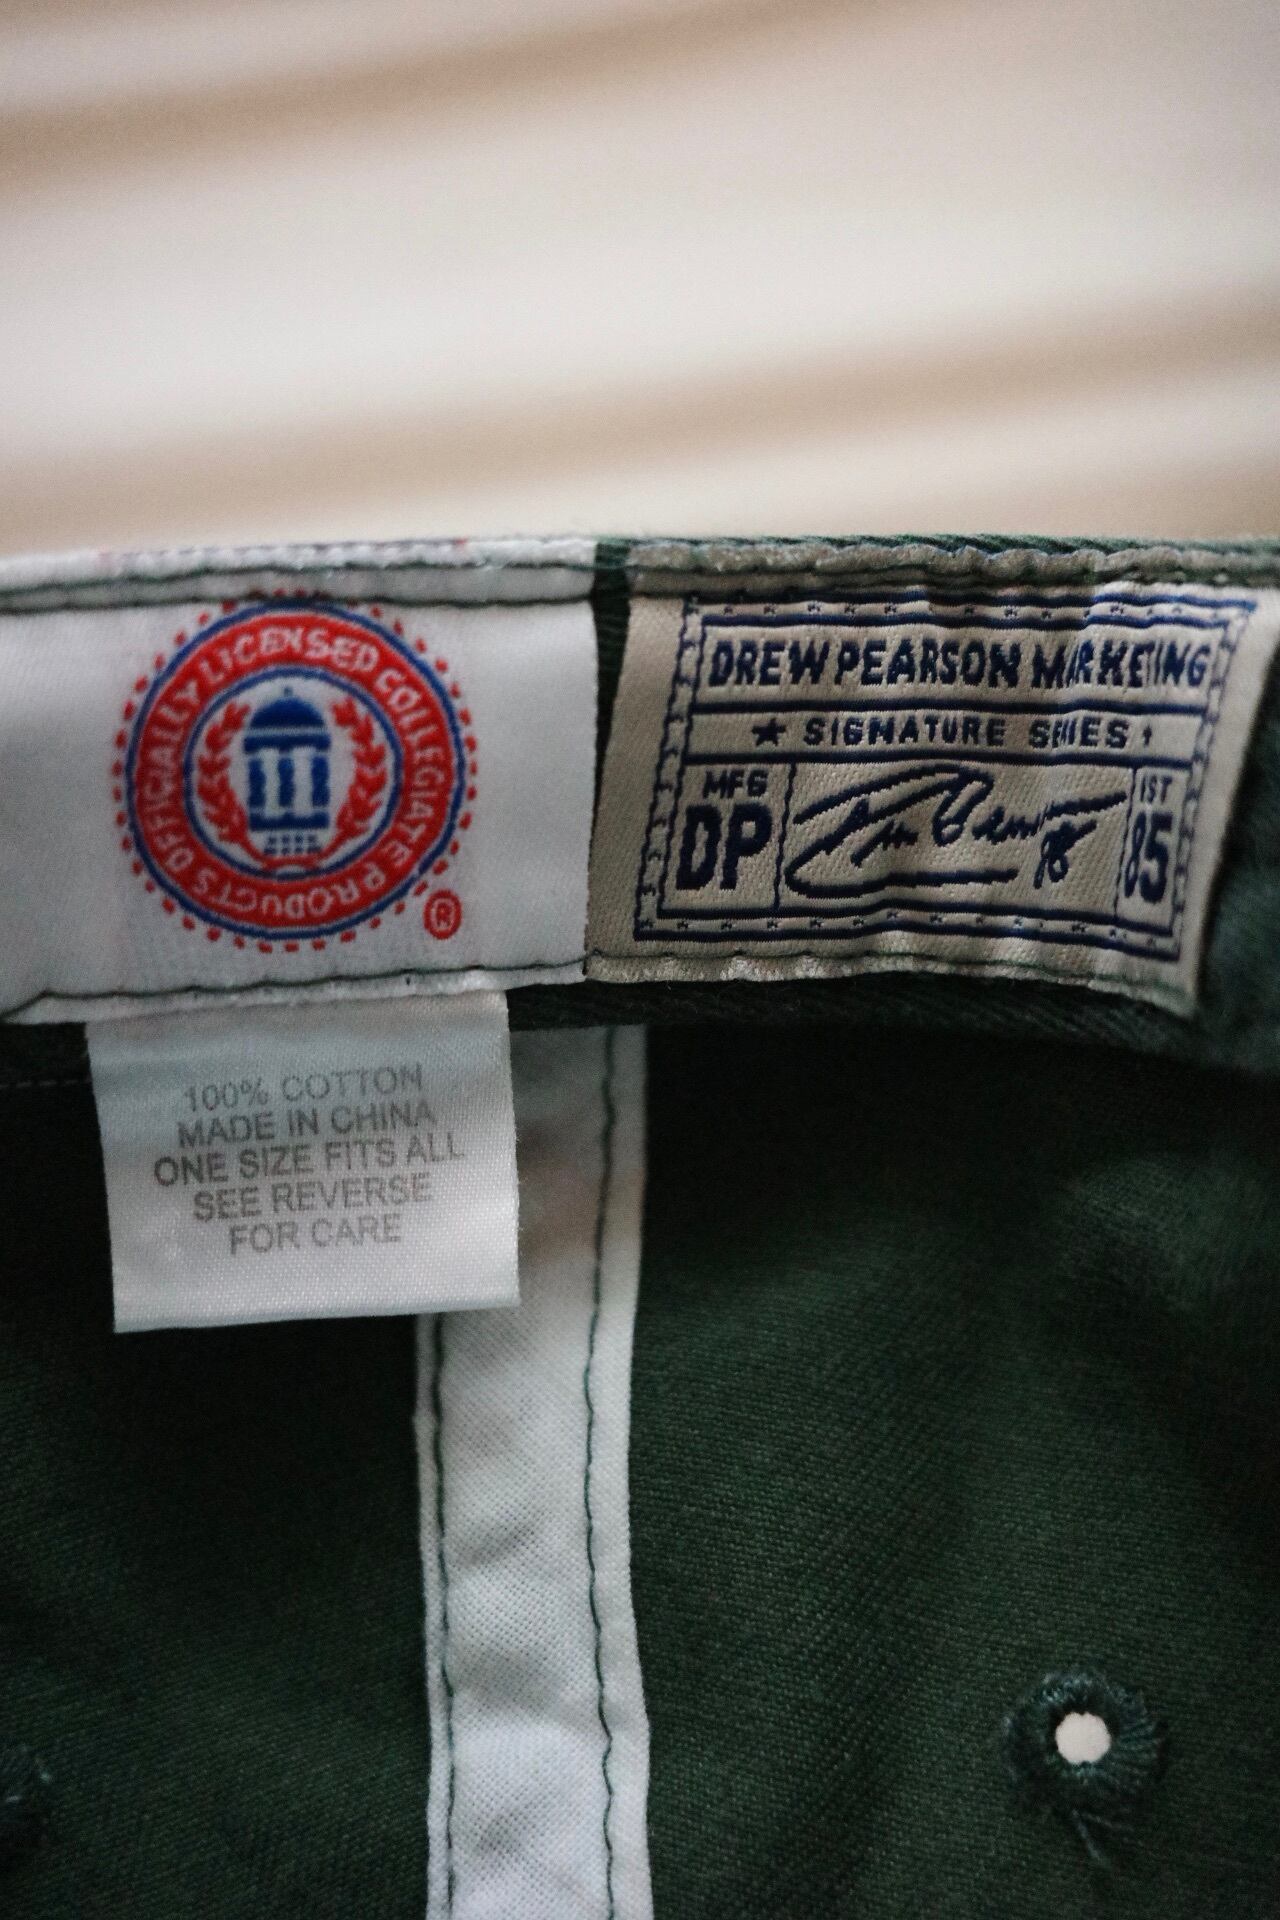 OFFICIALLY LICENSED COLLEGIATE PRODUCTS
®
DREW PEARSON MARKETING
SIGNATURE SERIES
MFG
DP
1ST
85
100% COTTON
MADE IN CHINA
ONE SIZE FITS ALL
SEE REVERSE
FOR CARE